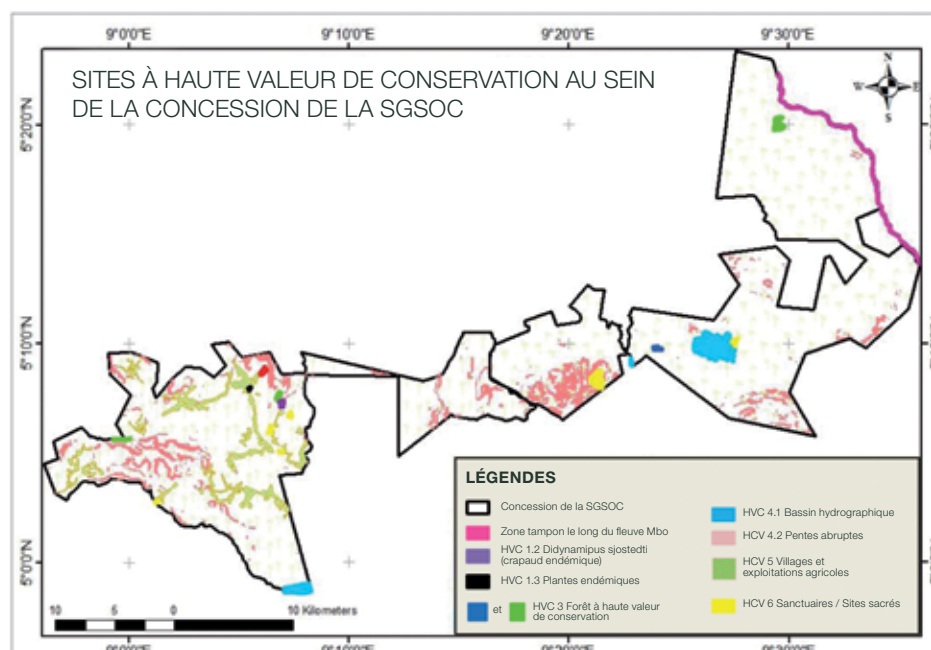 9°0'0"E 9°10'0"E 9°20'0"E 9°30'0"E
SITES À HAUTE VALEUR DE CONSERVATION AU SEIN
DE LA CONCESSION DE LA SGSOC
N
W E
S
5°20'0"N
5°10'0"N
5°0'0"N
LÉGENDES
Concession de la SGSOC
Zone tampon le long du fleuve Mbo
HVC 1.2 Didynamipus sjostedti
(crapaud endémique)
HVC 1.3 Plantes endémiques
et HVC 3 Forêt à haute valeur
de conservation
HVC 4.1 Bassin hydrographique
HCV 4.2 Pentes abruptes
HCV 5 Villages et
exploitations agricoles
HCV 6 Sanctuaires / Sites sacrés
10 5 0 10 Kilometers